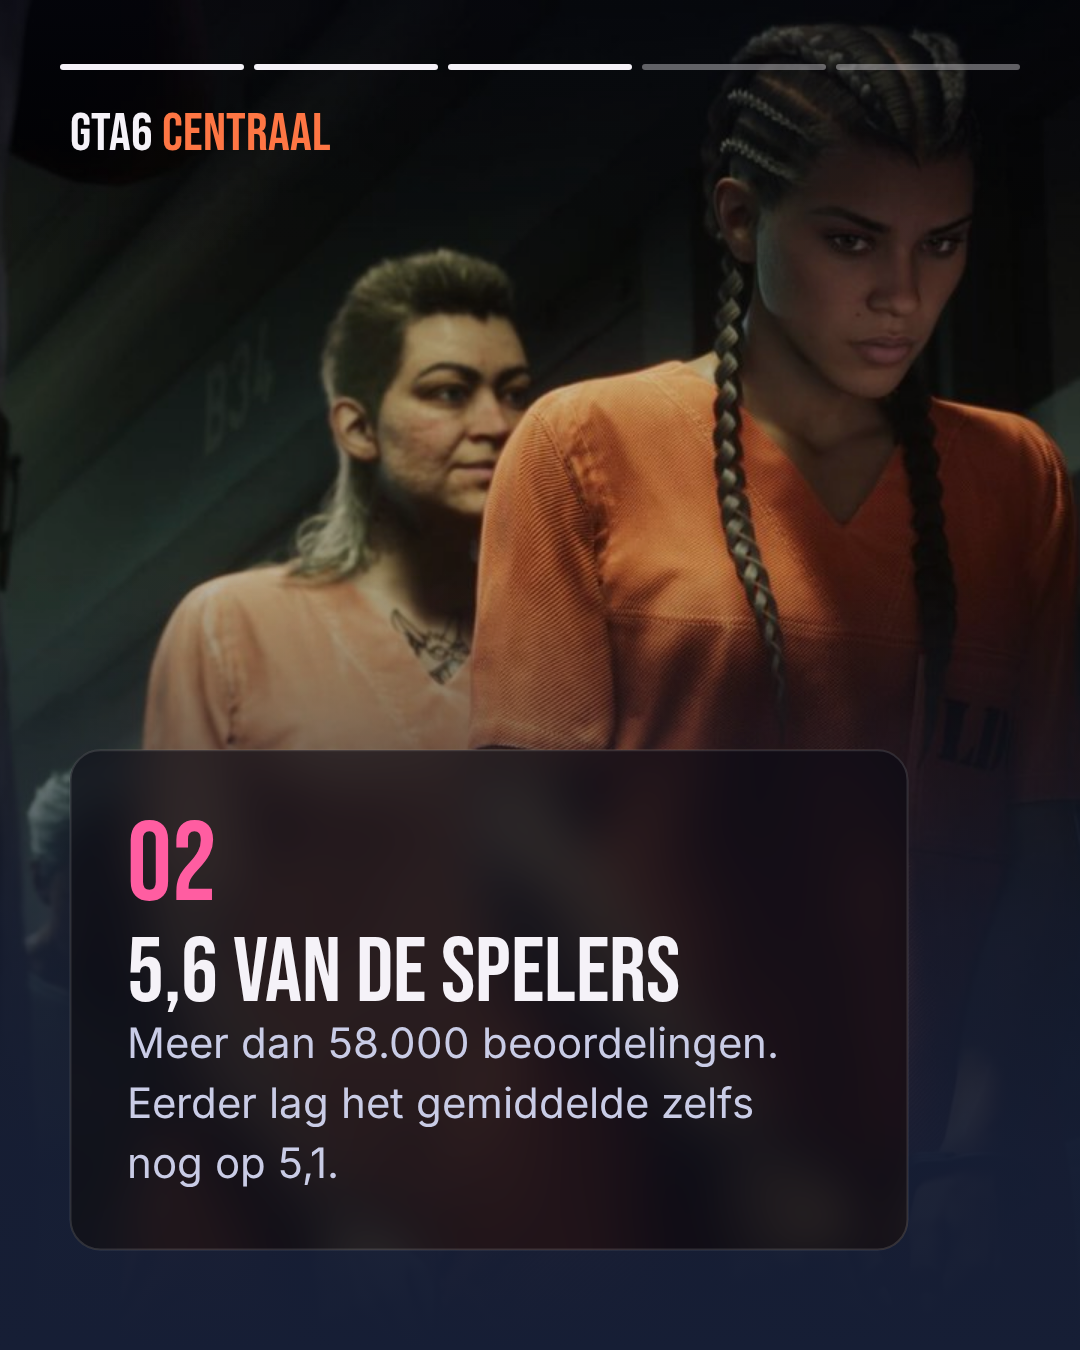 GTA6 CENTRAAL
B34
02
5,6 VAN DE SPELERS
Meer dan 58.000 beoordelingen.
Eerder lag het gemiddelde zelfs
nog op 5,1.